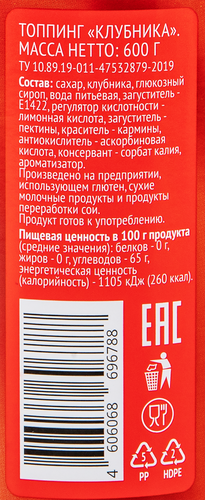 ТОППИНГ «КЛУБНИКА».
МАССА НЕТТО: 600 Г
ТУ 10.89.19-011-47532879-2019
Состав: сахар, клубника, глюкозный
сироп, вода питьевая, загуститель -
Е1422, регулятор кислотности -
лимонная кислота, загуститель -
пектины, краситель - кармины,
антиокислитель - аскорбиновая
кислота, консервант - сорбат калия,
ароматизатор.
Произведено на предприятии,
использующем глютен, сухие
молочные продукты и продукты
переработки сои.
Продукт готов к употреблению.
Пищевая ценность в 100 г продукта
(средние значения): белков - 0 г,
жиров - 0 г, углеводов - 65 г,
энергетическая ценность
(калорийность) - 1105 кДж (260 ккал).
4 606068 696788
EAC
5
PP
2
HDPE